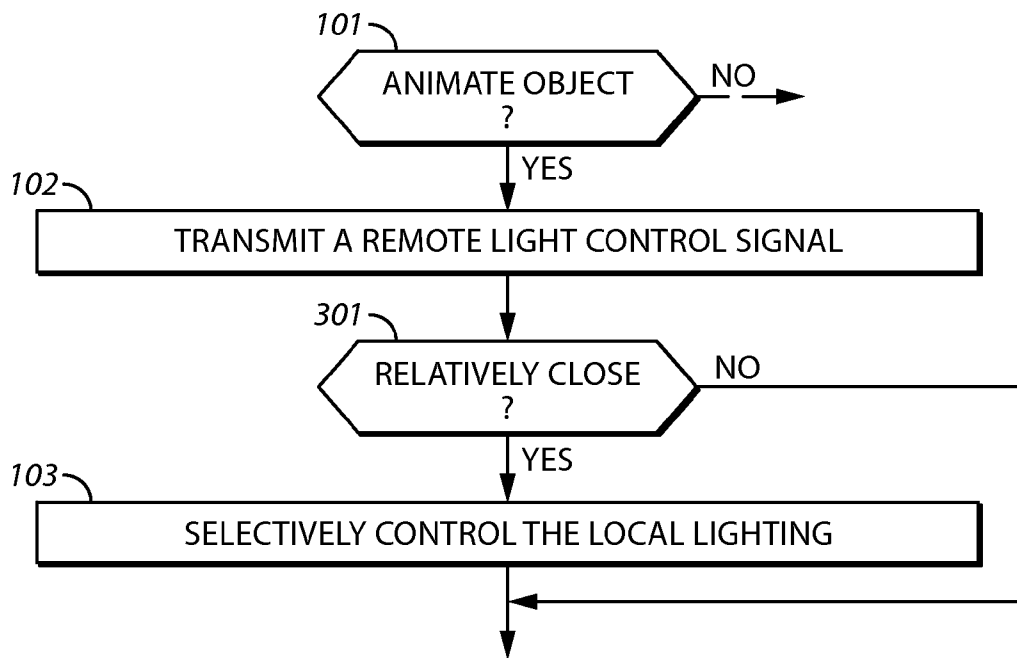 101
ANIMATE OBJECT
?
NO
YES
102
TRANSMIT A REMOTE LIGHT CONTROL SIGNAL
301
RELATIVELY CLOSE
?
NO
YES
103
SELECTIVELY CONTROL THE LOCAL LIGHTING